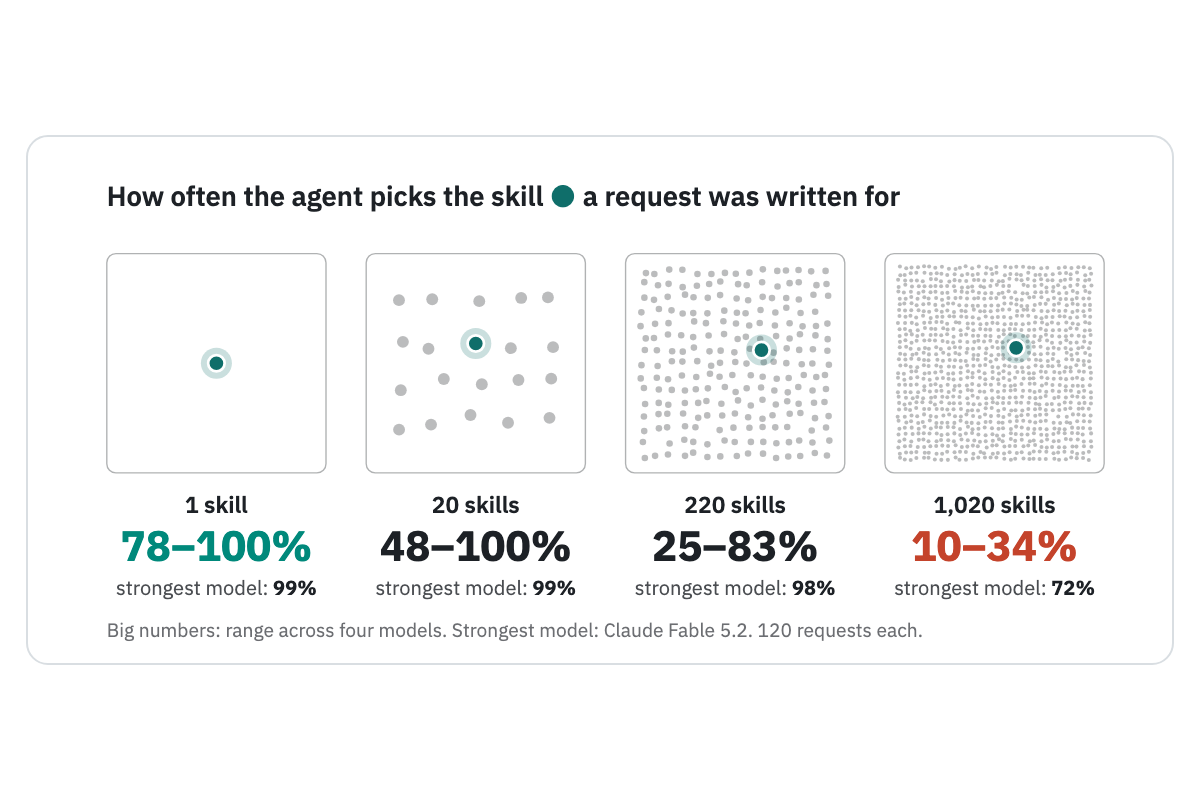 How often the agent picks the skill a request was written for
1 skill
78–100%
strongest model: 99%
20 skills
48–100%
strongest model: 99%
220 skills
25–83%
strongest model: 98%
1,020 skills
10–34%
strongest model: 72%
Big numbers: range across four models. Strongest model: Claude Fable 5.2. 120 requests each.